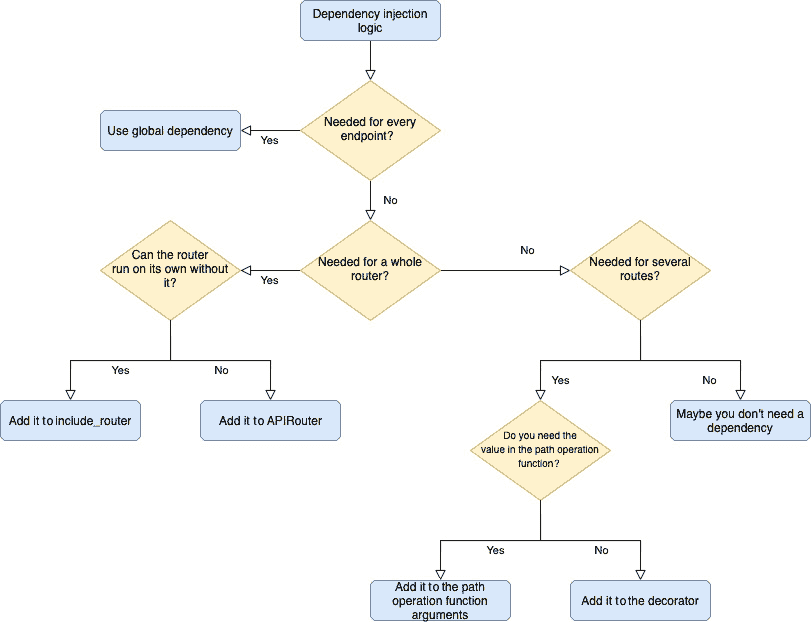 Dependency injection
logic
Needed for every
endpoint?
Use global dependency
Yes
No
Can the router
run on its own without
it?
Needed for a whole
router?
Yes
No
Needed for several
routes?
Yes
No
Yes
No
Add it to include_router
Add it to APIRouter
Do you need the
value in the path operation
function?
Maybe you don't need a
dependency
Yes
No
Add it to the path
operation function
arguments
Add it to the decorator